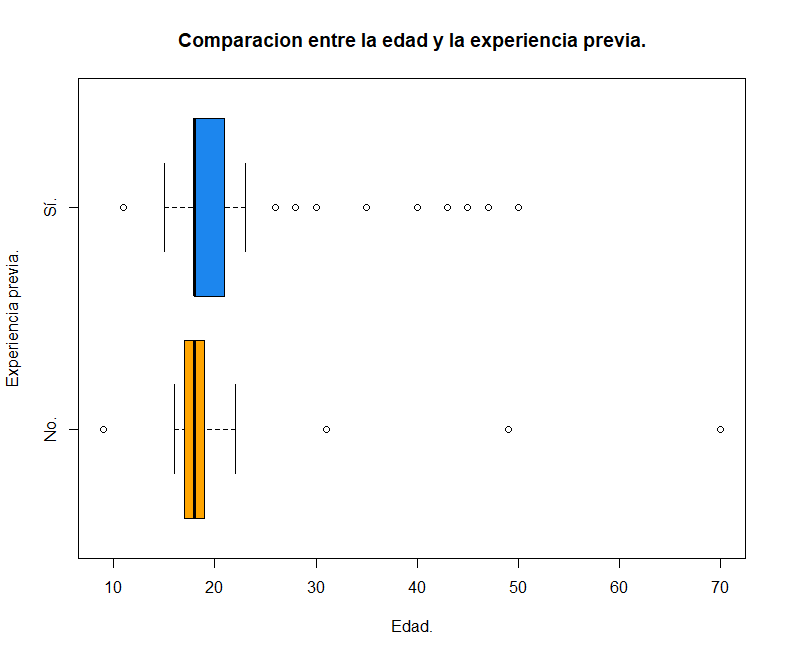 Comparacion entre la edad y la experiencia previa.
Experiencia previa.
Sí.
No.
10 20 30 40 50 60 70
Edad.